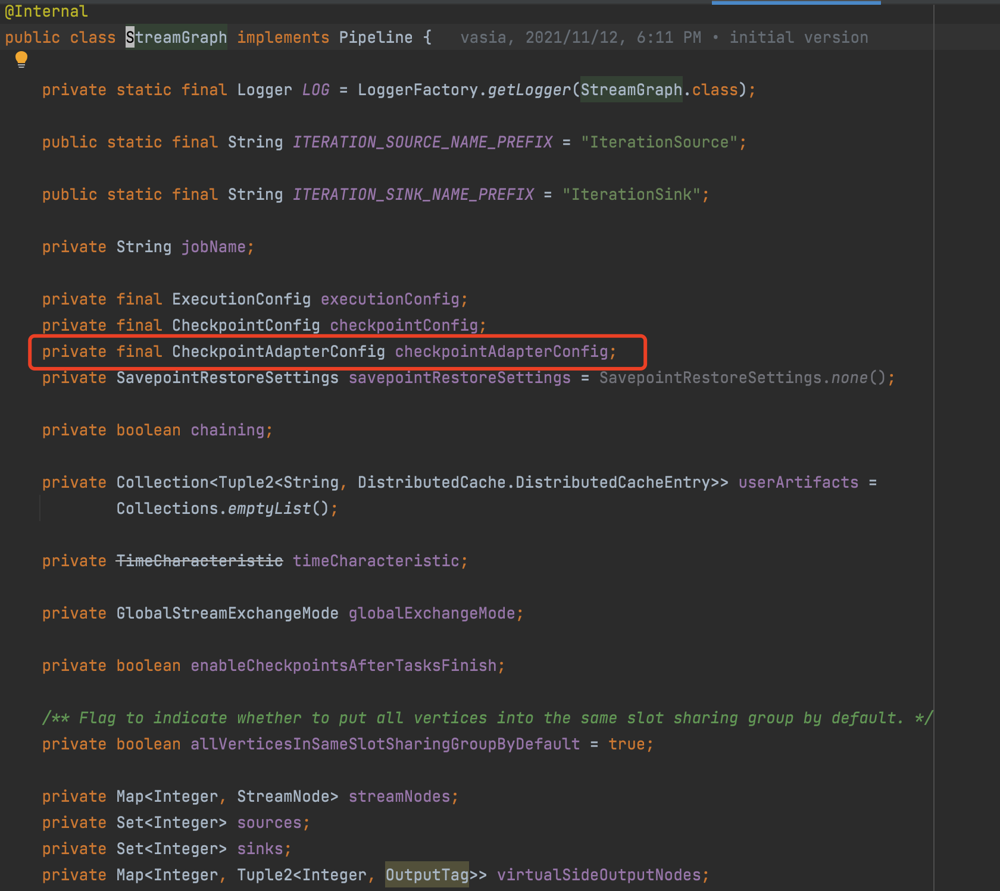 @Internal
public class StreamGraph implements Pipeline {   vasia, 2021/11/12, 6:11 PM • initial version
private static final Logger LOG = LoggerFactory.getLogger(StreamGraph.class);
public static final String ITERATION_SOURCE_NAME_PREFIX = "IterationSource";
public static final String ITERATION_SINK_NAME_PREFIX = "IterationSink";
private String jobName;
private final ExecutionConfig executionConfig;
private final CheckpointConfig checkpointConfig;
private final CheckpointAdapterConfig checkpointAdapterConfig;
private SavepointRestoreSettings savepointRestoreSettings = SavepointRestoreSettings.none();
private boolean chaining;
private Collection<Tuple2<String, DistributedCache.DistributedCacheEntry>> userArtifacts =
Collections.emptyList();
private TimeCharacteristic timeCharacteristic;
private GlobalStreamExchangeMode globalExchangeMode;
private boolean enableCheckpointsAfterTasksFinish;
/** Flag to indicate whether to put all vertices into the same slot sharing group by default. */
private boolean allVerticesInSameSlotSharingGroupByDefault = true;
private Map<Integer, StreamNode> streamNodes;
private Set<Integer> sources;
private Set<Integer> sinks;
private Map<Integer, Tuple2<Integer, OutputTag>> virtualSideOutputNodes;